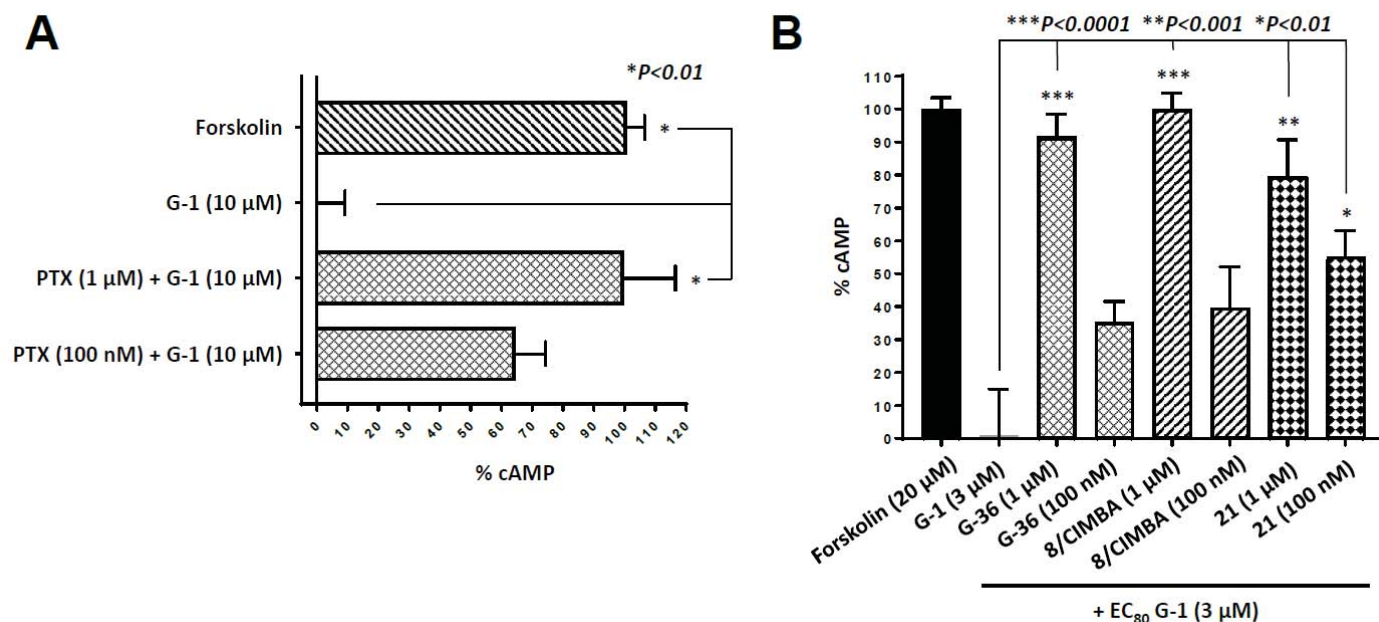 A
*P<0.01
Forskolin
*
G-1 (10 µM)
PTX (1 µM) + G-1 (10 µM)
*
PTX (100 nM) + G-1 (10 µM)
0 10 20 30 40 50 60 70 80 90 100 110 120
% cAMP
B
***P<0.0001 **P<0.001 *P<0.01
110
100
90
80
70
60
50
40
30
20
10
0
% cAMP
***
***
**
*
Forskolin (20 µM)
G-1 (3 µM)
G-36 (1 µM)
G-36 (100 nM)
8/CIMBA (1 µM)
8/CIMBA (100 nM)
21 (1 µM)
21 (100 nM)
+ EC80 G-1 (3 µM)